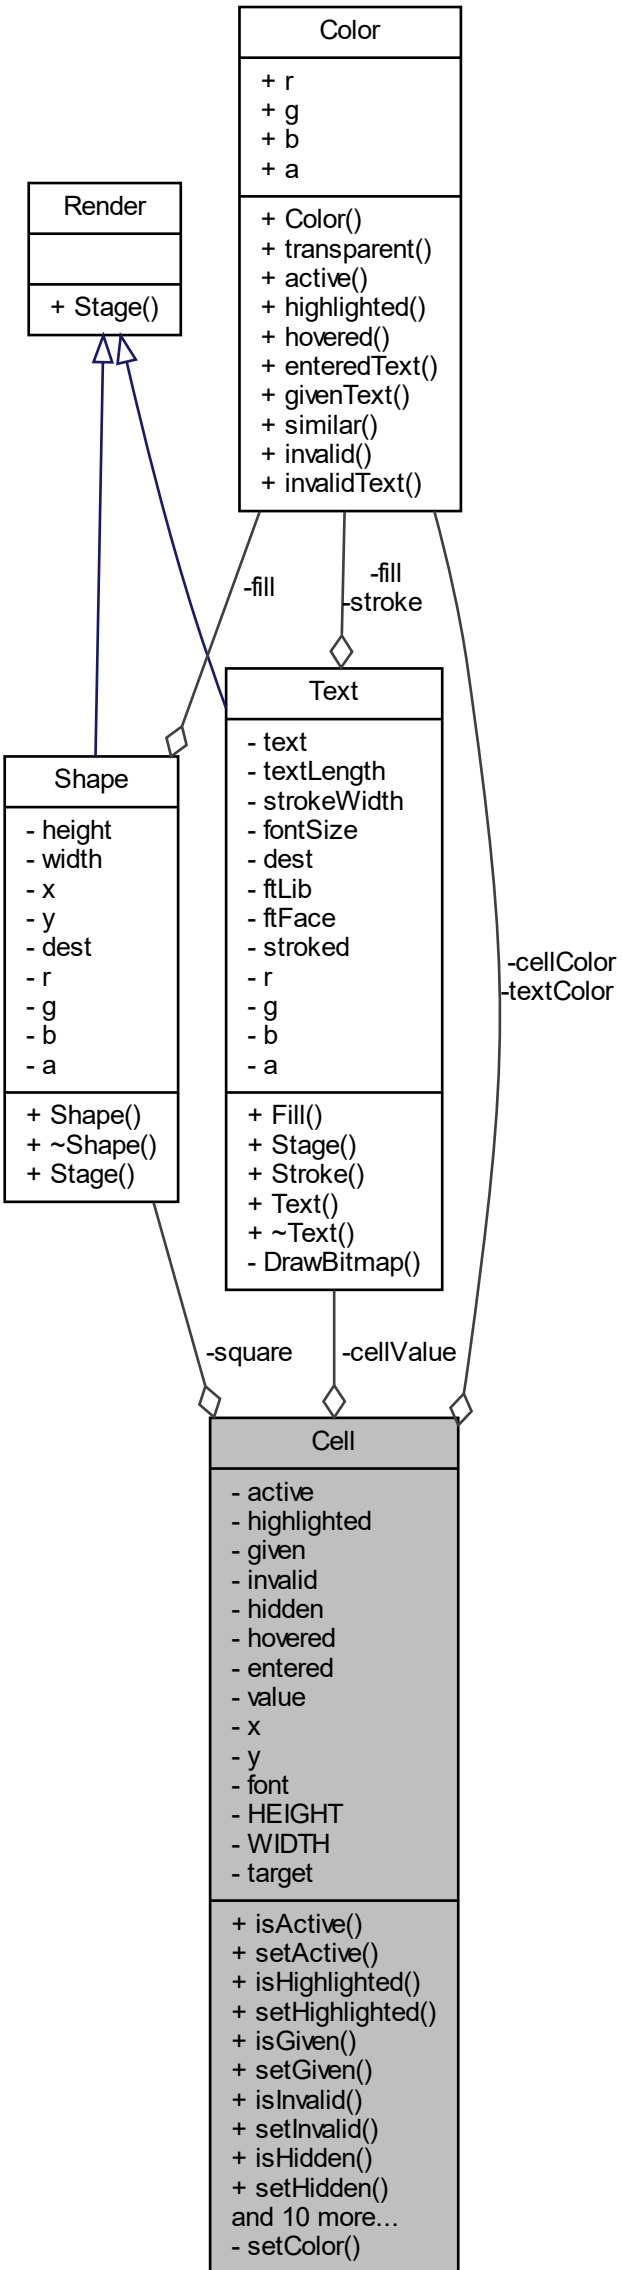 Color
+ r
+ g
+ b
+ a
+ Color()
+ transparent()
+ active()
+ highlighted()
+ hovered()
+ enteredText()
+ givenText()
+ similar()
+ invalid()
+ invalidText()
Render
+ Stage()
-fill
-fill
-stroke
Text
- text
- textLength
- strokeWidth
- fontSize
- dest
- ftLib
- ftFace
- stroked
- r
- g
- b
- a
+ Fill()
+ Stage()
+ Stroke()
+ Text()
+ ~Text()
- DrawBitmap()
Shape
- height
- width
- x
- y
- dest
- r
- g
- b
- a
+ Shape()
+ ~Shape()
+ Stage()
-cellColor
-textColor
-square
-cellValue
Cell
- active
- highlighted
- given
- invalid
- hidden
- hovered
- entered
- value
- x
- y
- font
- HEIGHT
- WIDTH
- target
+ isActive()
+ setActive()
+ isHighlighted()
+ setHighlighted()
+ isGiven()
+ setGiven()
+ isInvalid()
+ setInvalid()
+ isHidden()
+ setHidden()
and 10 more...
- setColor()